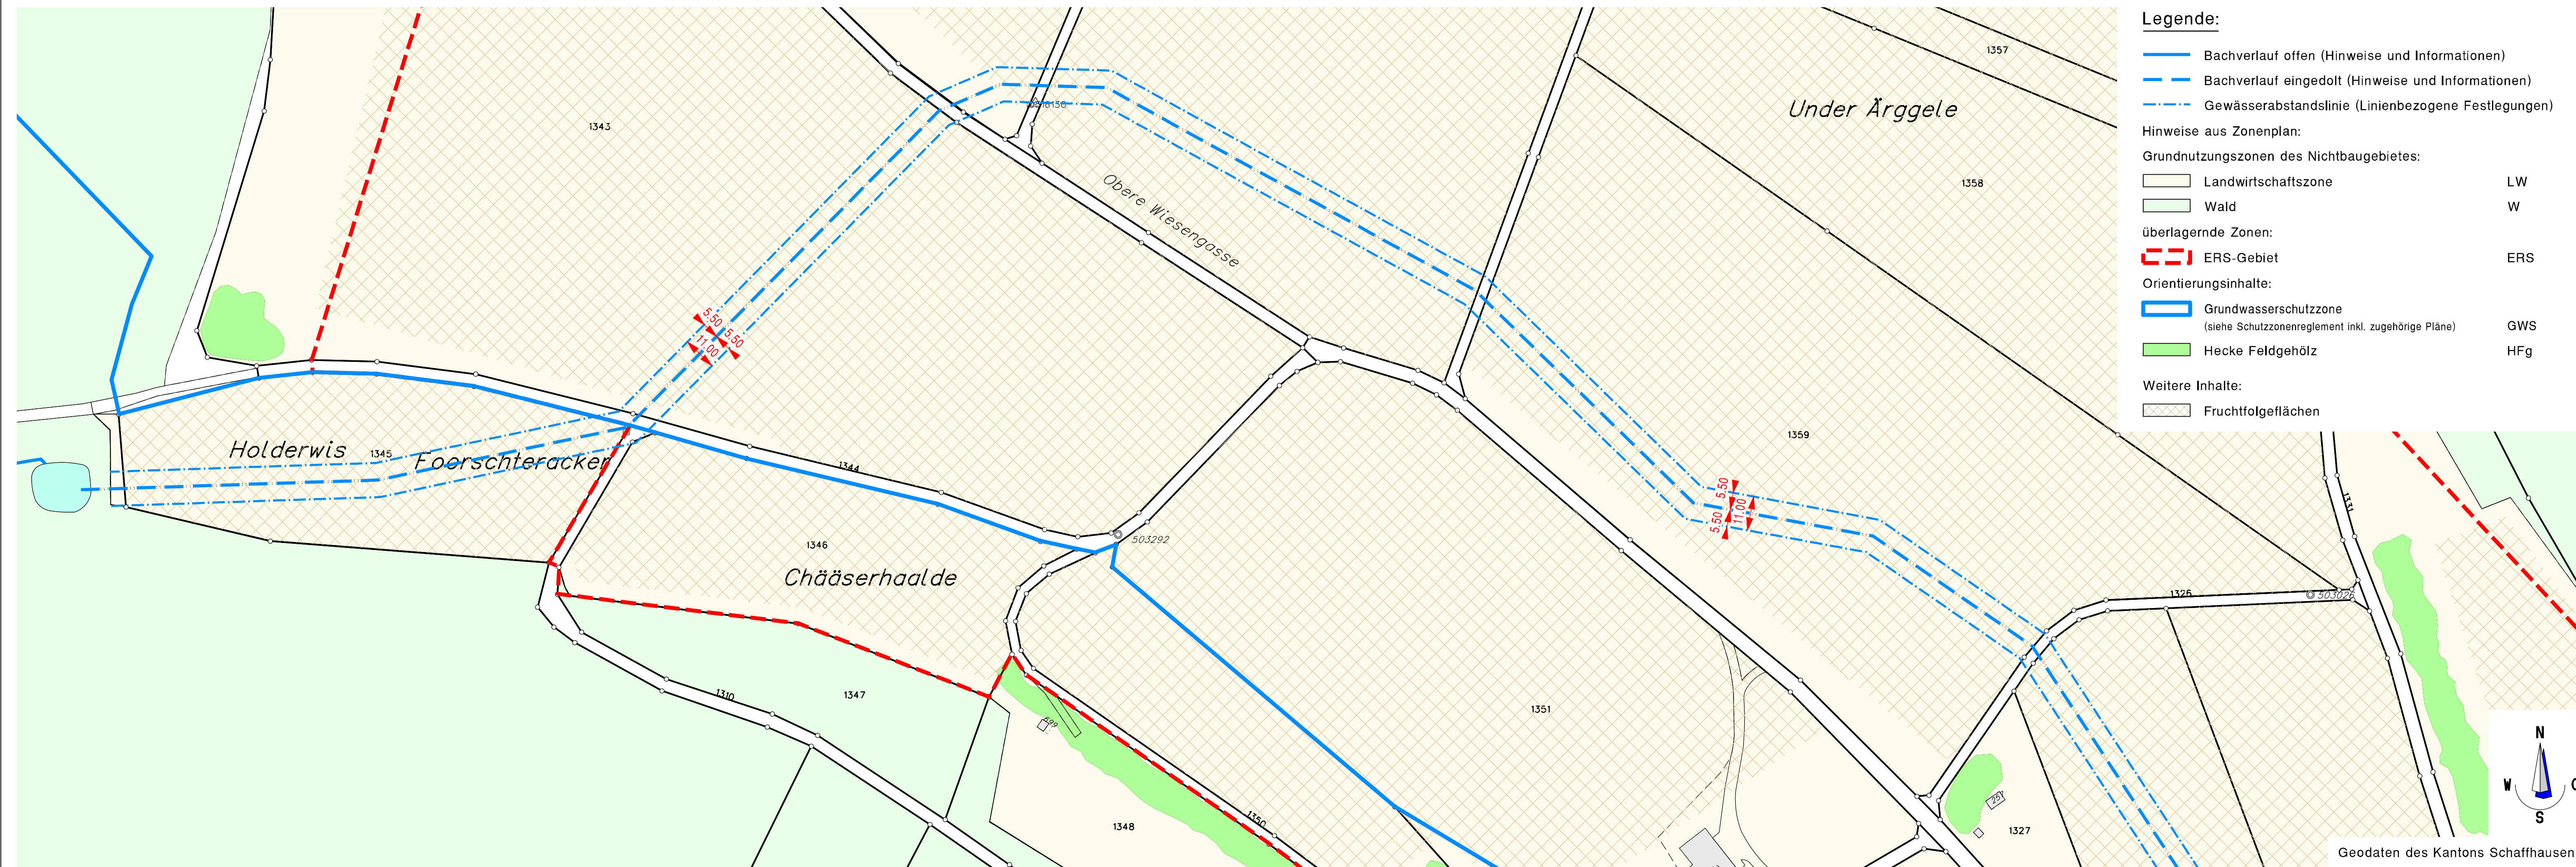 Legende:
Bachverlauf offen (Hinweise und Informationen)
Bachverlauf eingedolt (Hinweise und Informationen)
Gewässerabstandslinie (Linienbezogene Festlegungen)
Hinweise aus Zonenplan:
Grundnutzungszonen des Nichtbaugebietes:
Landwirtschaftszone LW
Wald W
überlagernde Zonen:
ERS-Gebiet ERS
Orientierungsinhalte:
Grundwasserschutzzone
(siehe Schutzzonenreglement inkl. zugehörige Pläne) GWS
Hecke Feldgehölz HFg
Weitere Inhalte:
Fruchtfolgeflächen
1357
Under Ärggele
1343
1358
Obere Wiesengasse
5.50
5.50
11.00
1359
Holderwis
1345
Foorschteracker
1344
5.50
5.50
11.00
1331
503292
1346
Chääserhaalde
1326
1310
1347
699
1351
1348
1350
257
1327
N
W
O
S
Geodaten des Kantons Schaffhausen